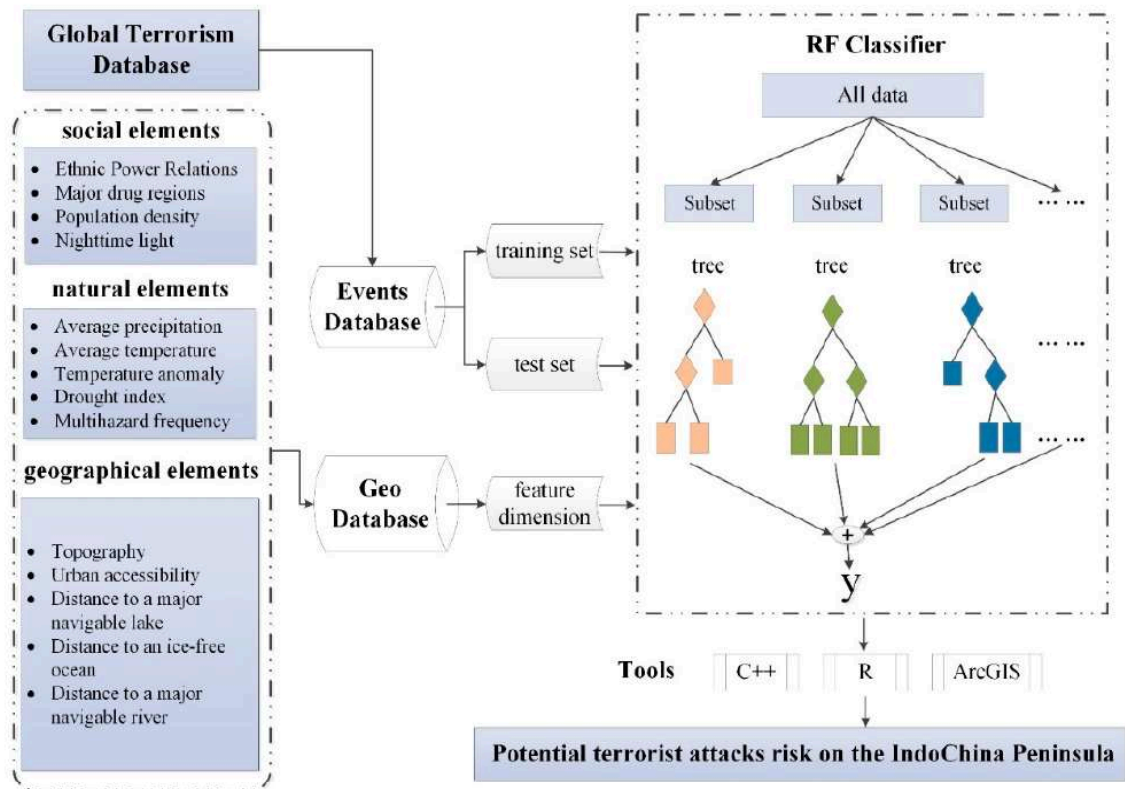 Global Terrorism
Database
social elements
• Ethnic Power Relations
• Major drug regions
• Population density
• Nighttime light
natural elements
• Average precipitation
• Average temperature
• Temperature anomaly
• Drought index
• Multihazard frequency
geographical elements
• Topography
• Urban accessibility
• Distance to a major
navigable lake
• Distance to an ice-free
ocean
• Distance to a major
navigable river
Events
Database
Geo
Database
training set
test set
feature
dimension
RF Classifier
All data
Subset
Subset
Subset
... ...
tree
tree
tree
... ...
... ...
+
y
Tools
C++
R
ArcGIS
Potential terrorist attacks risk on the IndoChina Peninsula